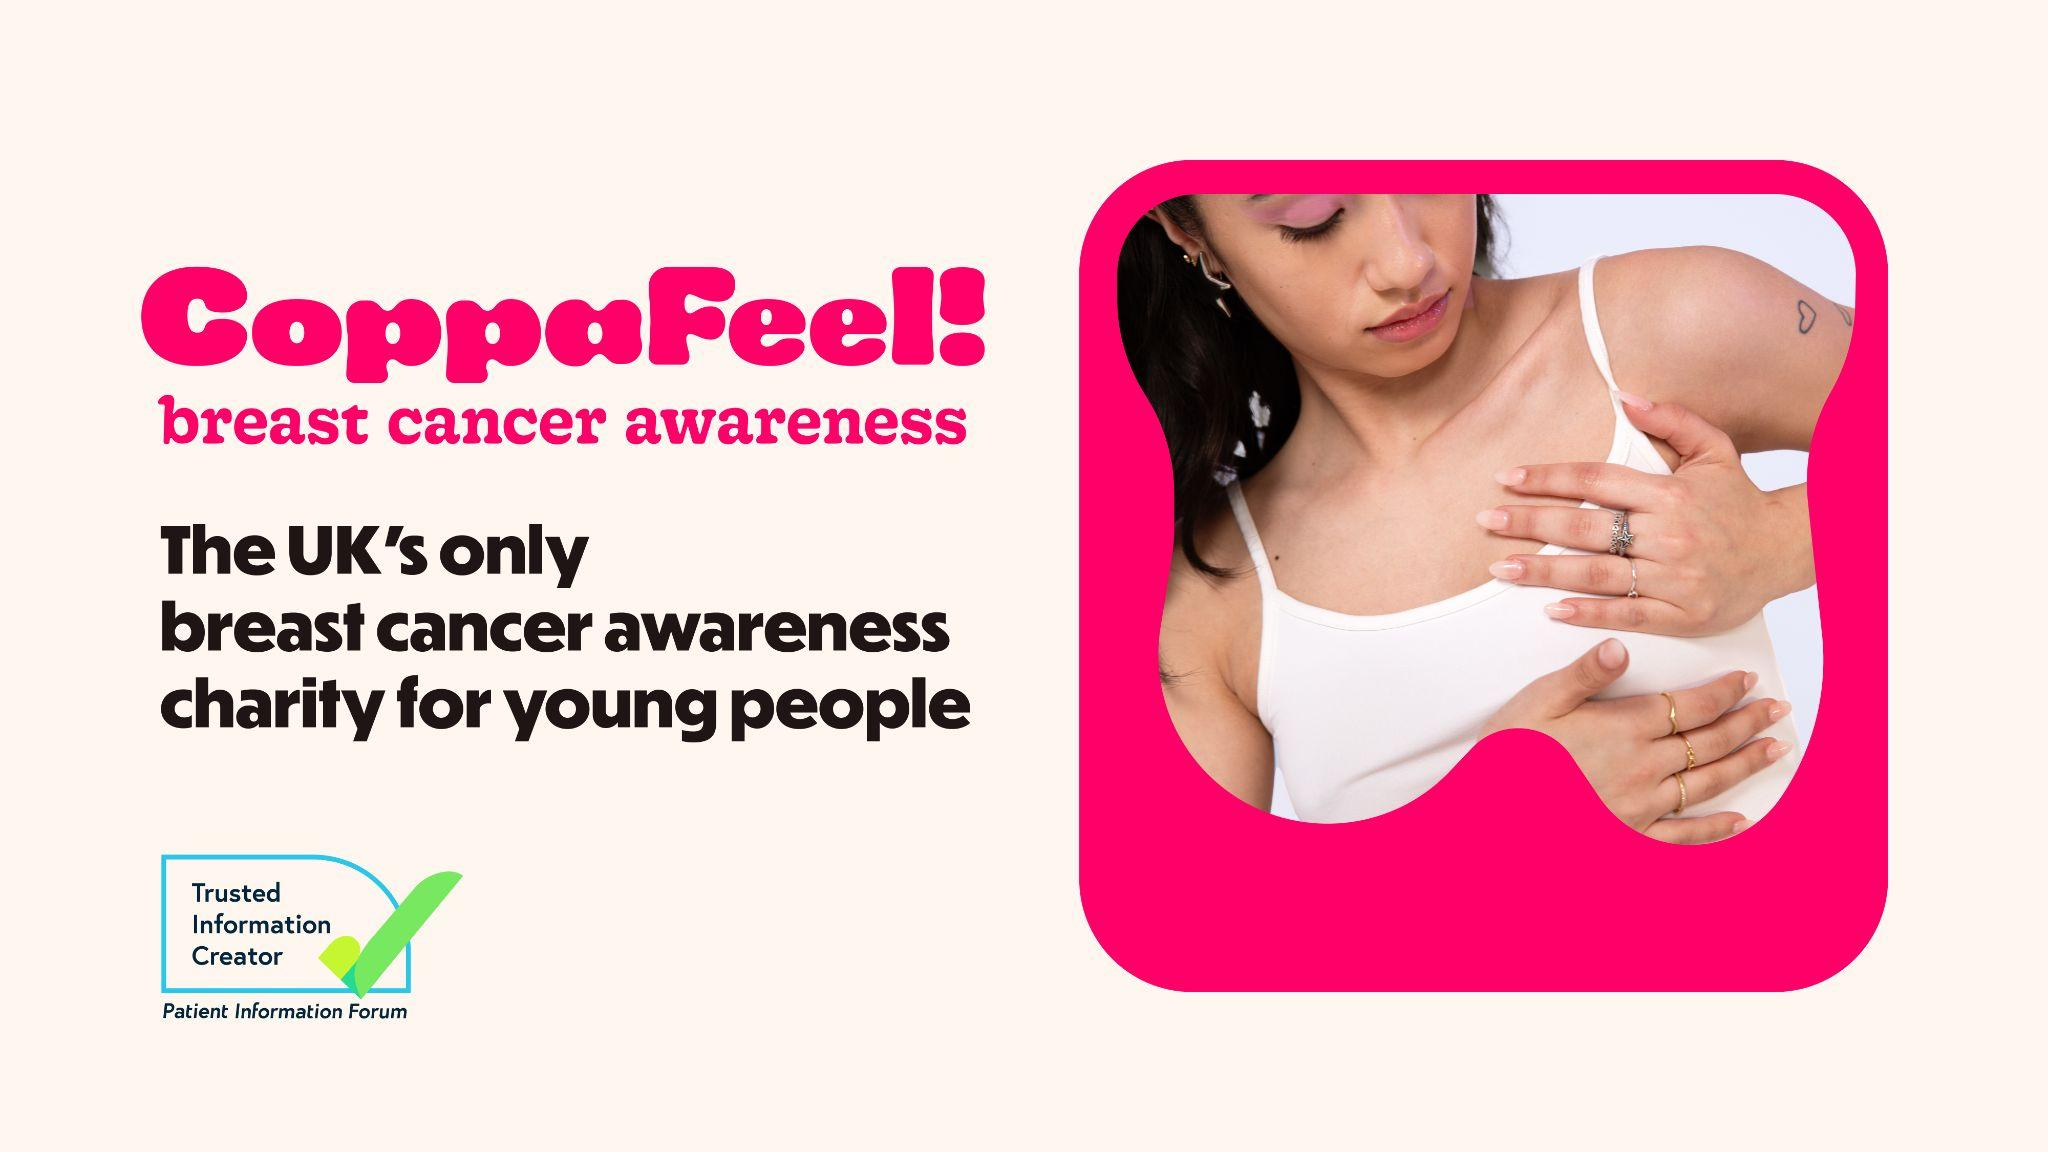 CoppaFeel!
breast cancer awareness
The UK’s only
breast cancer awareness
charity for young people
Trusted
Information
Creator
Patient Information Forum